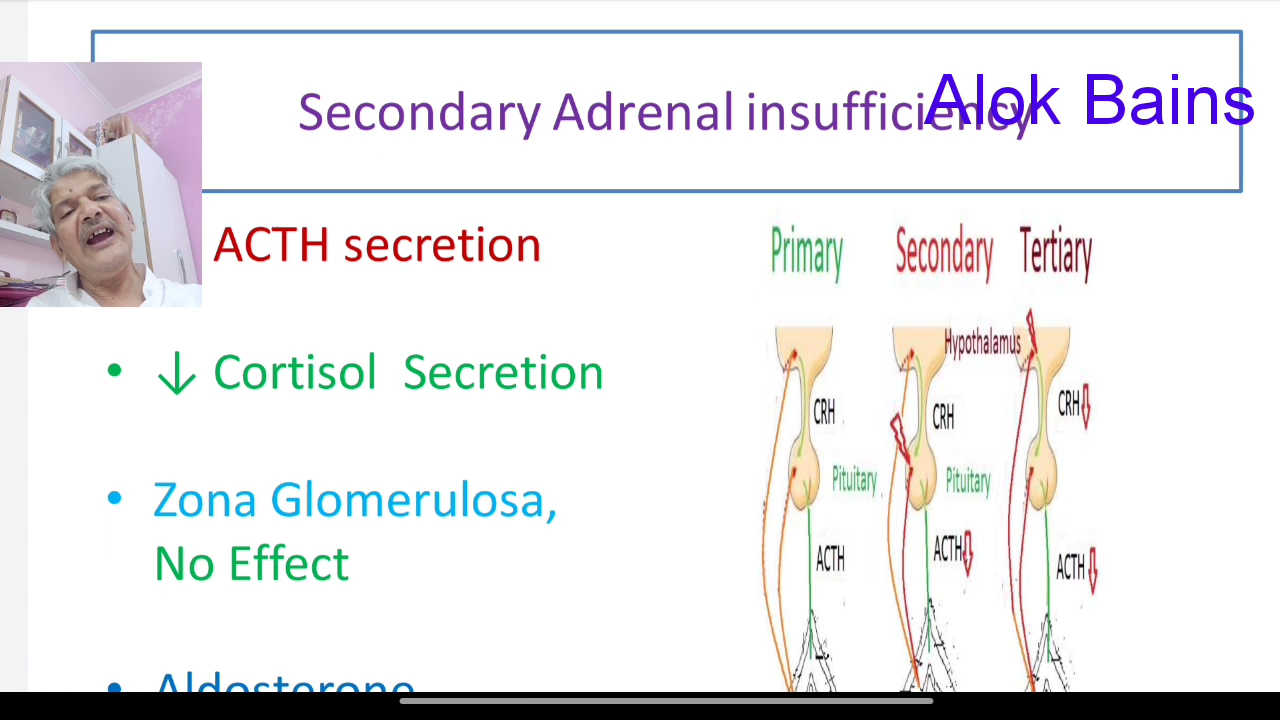 Secondary Adrenal insufficiency
Alok Bains
ACTH secretion
• ↓ Cortisol Secretion
• Zona Glomerulosa,
No Effect
• Aldosterone
Primary Secondary Tertiary
Hypothalamus
CRH CRH CRH
Pituitary Pituitary
ACTH ACTH ACTH